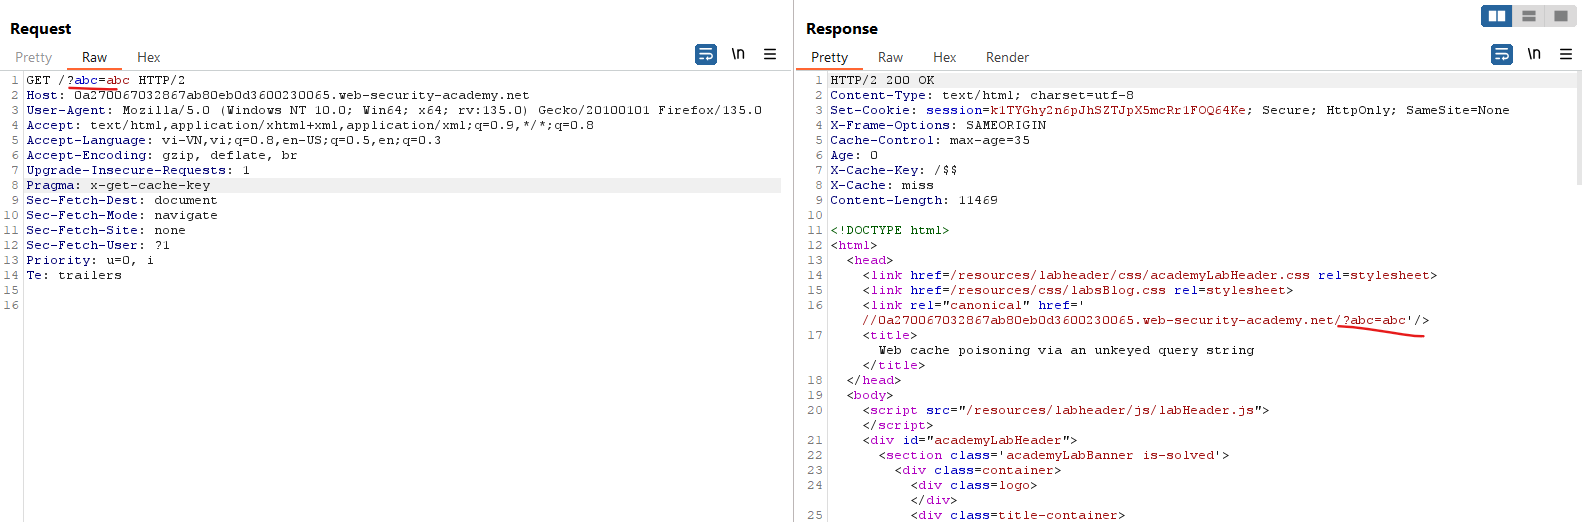 Request
Pretty Raw Hex
\n
1 GET /?abc=abc HTTP/2
2 Host: 0a270067032867ab80eb0d3600230065.web-security-academy.net
3 User-Agent: Mozilla/5.0 (Windows NT 10.0; Win64; x64; rv:135.0) Gecko/20100101 Firefox/135.0
4 Accept: text/html,application/xhtml+xml,application/xml;q=0.9,*/*;q=0.8
5 Accept-Language: vi-VN,vi;q=0.8,en-US;q=0.5,en;q=0.3
6 Accept-Encoding: gzip, deflate, br
7 Upgrade-Insecure-Requests: 1
8 Pragma: x-get-cache-key
9 Sec-Fetch-Dest: document
10 Sec-Fetch-Mode: navigate
11 Sec-Fetch-Site: none
12 Sec-Fetch-User: ?1
13 Priority: u=0, i
14 Te: trailers
15
16
Response
Pretty Raw Hex Render
\n
1 HTTP/2 200 OK
2 Content-Type: text/html; charset=utf-8
3 Set-Cookie: session=k1TYGhy2n6pJhSZTJpX5mcRr1FOQ64Ke; Secure; HttpOnly; SameSite=None
4 X-Frame-Options: SAMEORIGIN
5 Cache-Control: max-age=35
6 Age: 0
7 X-Cache-Key: /$$
8 X-Cache: miss
9 Content-Length: 11469
10
11 <!DOCTYPE html>
12 <html>
13 <head>
14 <link href=/resources/labheader/css/academyLabHeader.css rel=stylesheet>
15 <link href=/resources/css/labsBlog.css rel=stylesheet>
16 <link rel="canonical" href='
//0a270067032867ab80eb0d3600230065.web-security-academy.net/?abc=abc'/>
17 <title>
Web cache poisoning via an unkeyed query string
</title>
18 </head>
19 <body>
20 <script src="/resources/labheader/js/labHeader.js">
</script>
21 <div id="academyLabHeader">
22 <section class='academyLabBanner is-solved'>
23 <div class=container>
24 <div class=logo>
</div>
25 <div class=title-container>